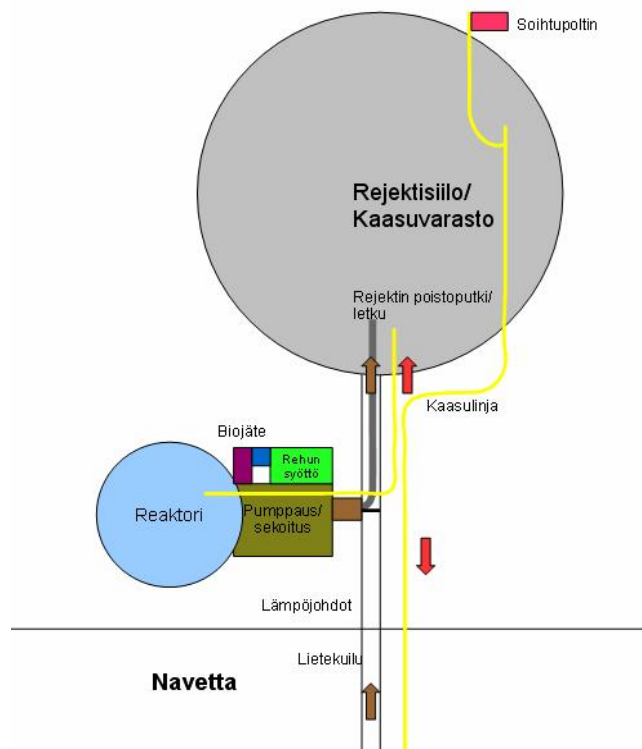 Soihtupoltin
Rejektisiilo/
Kaasuvarasto
Rejektin poistoputki/
letku
Kaasulinja
Biojäte
Rehun
syöttö
Reaktori
Pumppaus/
sekoitus
Lämpöjohdot
Lietekuilu
Navetta